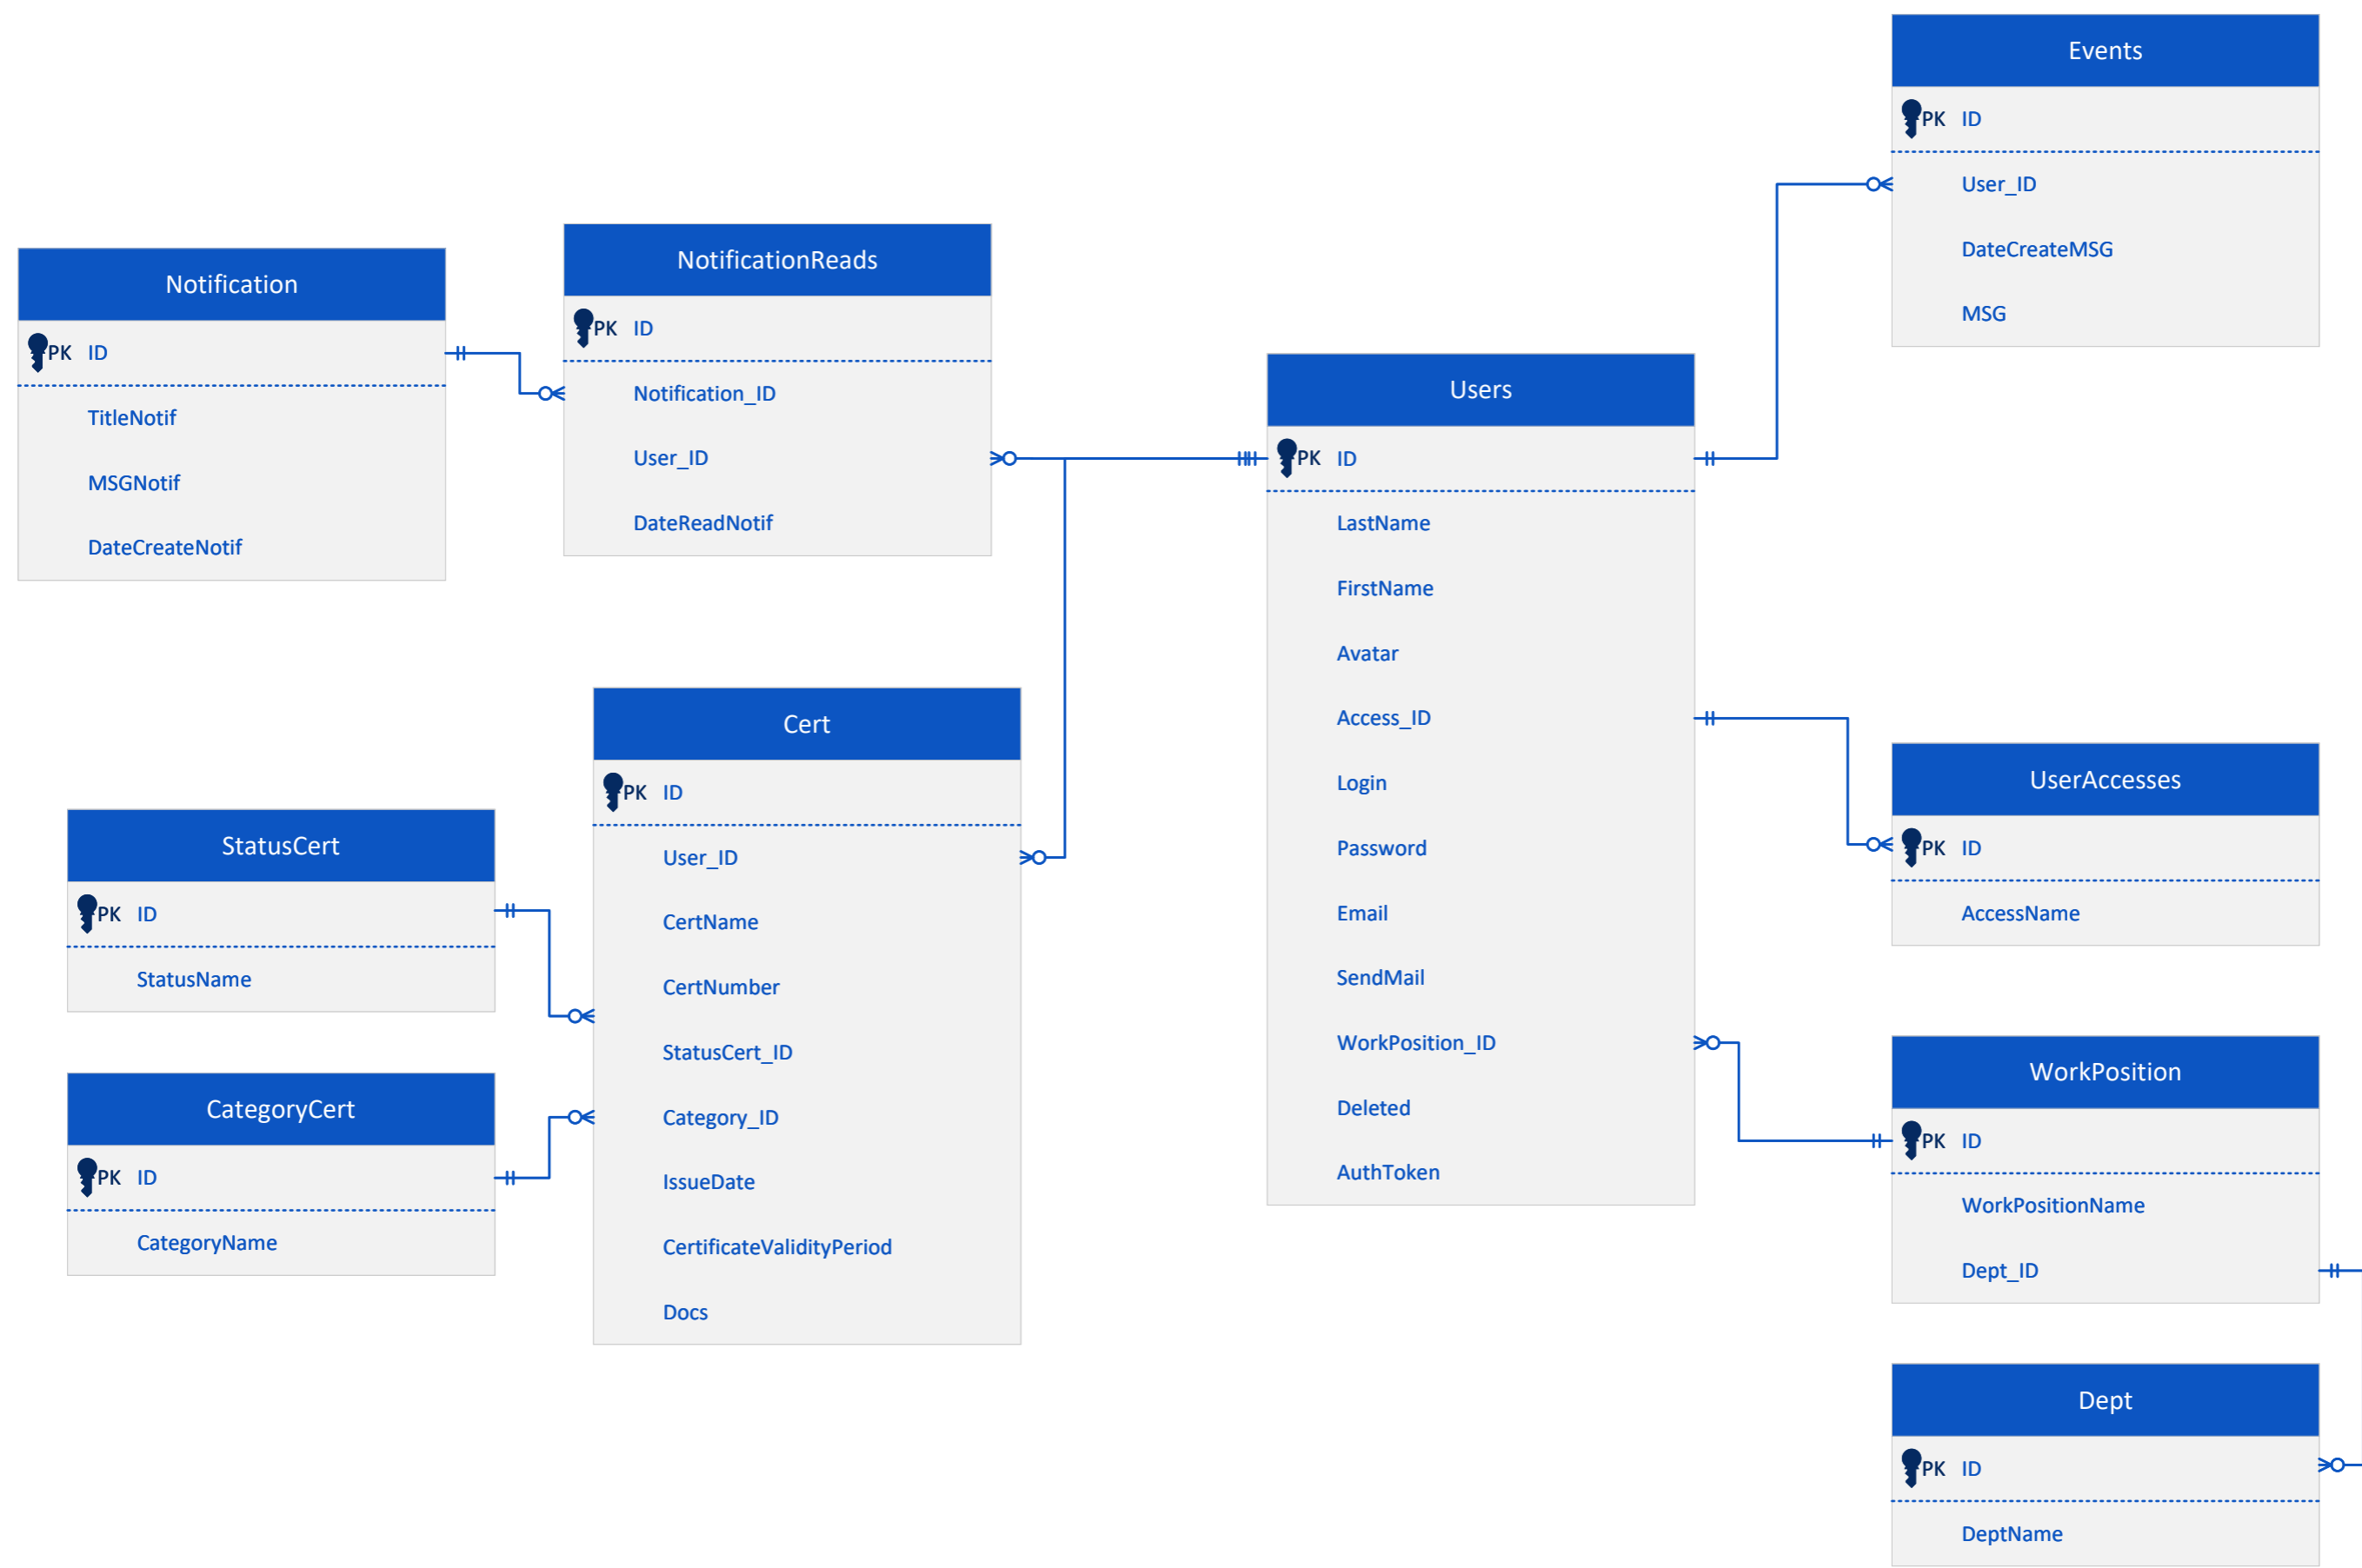 Events
PK ID
User_ID
DateCreateMSG
MSG
NotificationReads
PK ID
Notification_ID
User_ID
DateReadNotif
Notification
PK ID
TitleNotif
MSGNotif
DateCreateNotif
Users
PK ID
LastName
FirstName
Avatar
Access_ID
Login
Password
Email
SendMail
WorkPosition_ID
Deleted
AuthToken
Cert
PK ID
User_ID
CertName
CertNumber
StatusCert_ID
Category_ID
IssueDate
CertificateValidityPeriod
Docs
UserAccesses
PK ID
AccessName
StatusCert
PK ID
StatusName
WorkPosition
PK ID
WorkPositionName
Dept_ID
CategoryCert
PK ID
CategoryName
Dept
PK ID
DeptName